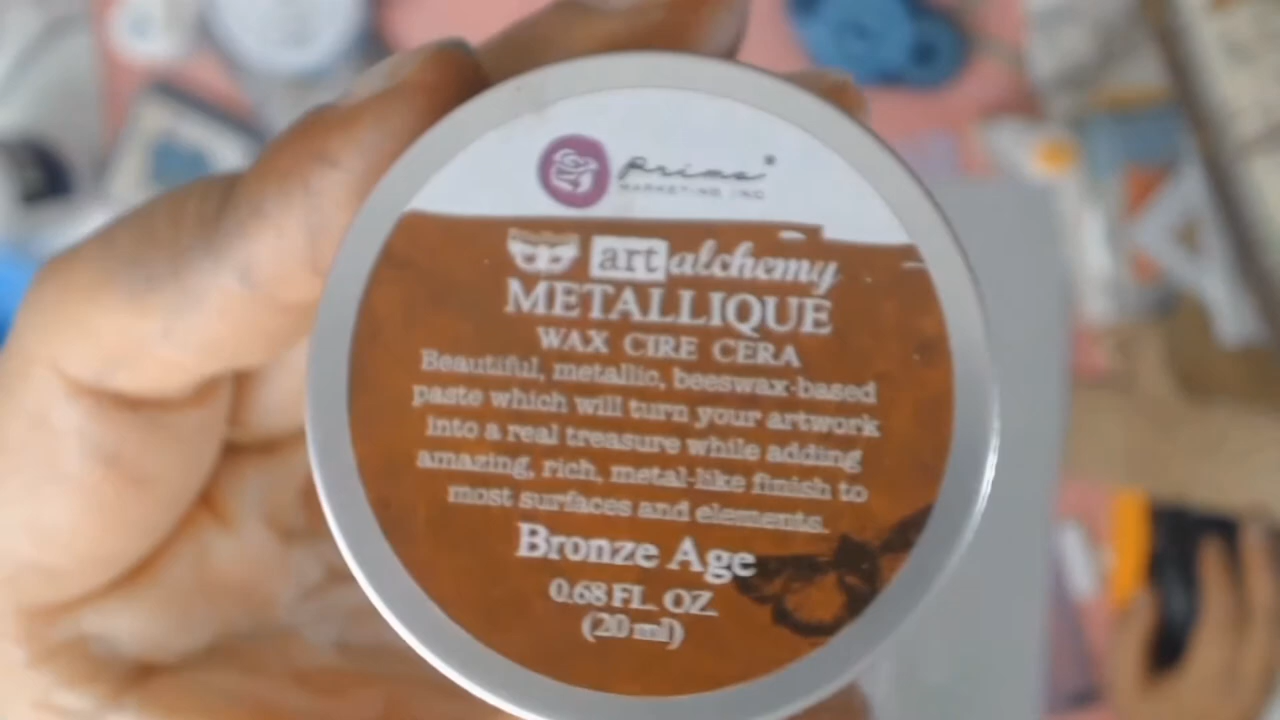 Prima
MARKETING INC
art alchemy
METALLIQUE
WAX CIRE CERA
Beautiful, metallic, beeswax-based
paste which will turn your artwork
into a real treasure while adding
amazing, rich, metal-like finish to
most surfaces and elements.
Bronze Age
0.68 FL. OZ.
(20 ml)